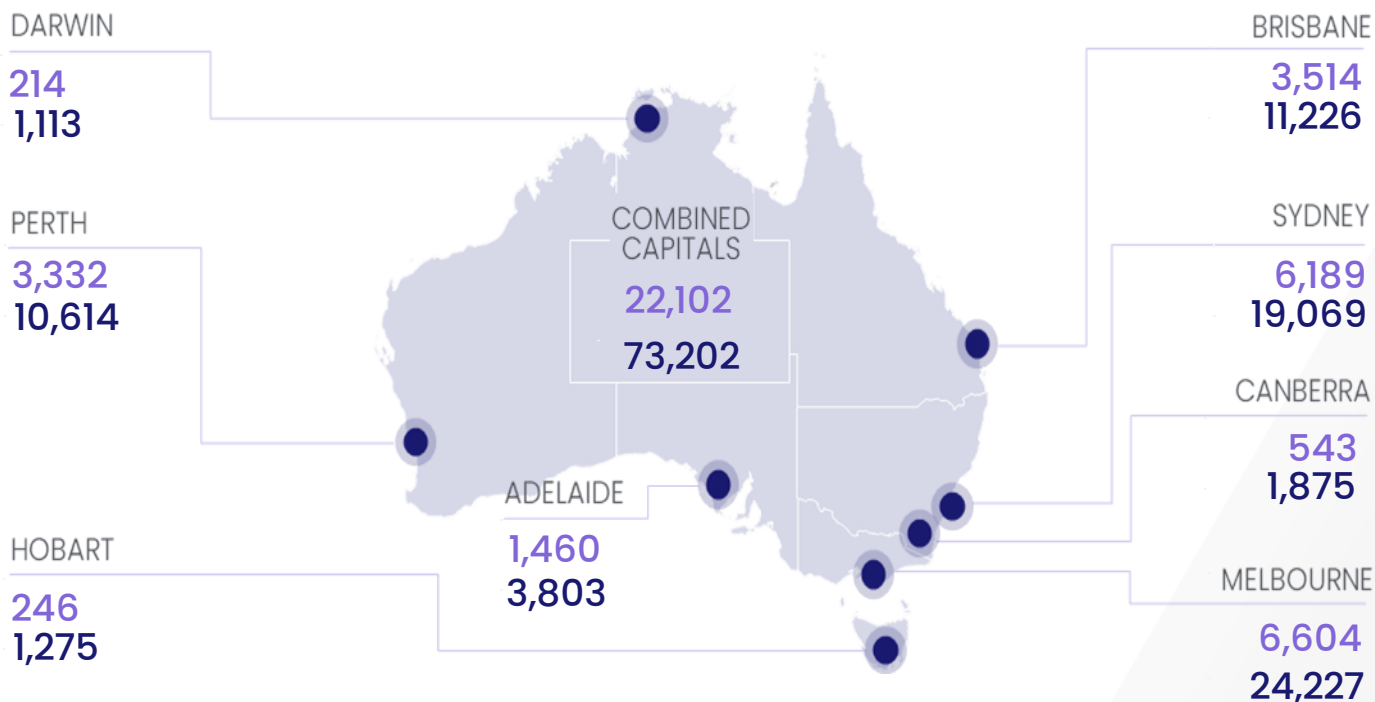 DARWIN
214
1,113
PERTH
3,332
10,614
HOBART
246
1,275
COMBINED
CAPITALS
22,102
73,202
ADELAIDE
1,460
3,803
BRISBANE
3,514
11,226
SYDNEY
6,189
19,069
CANBERRA
543
1,875
MELBOURNE
6,604
24,227